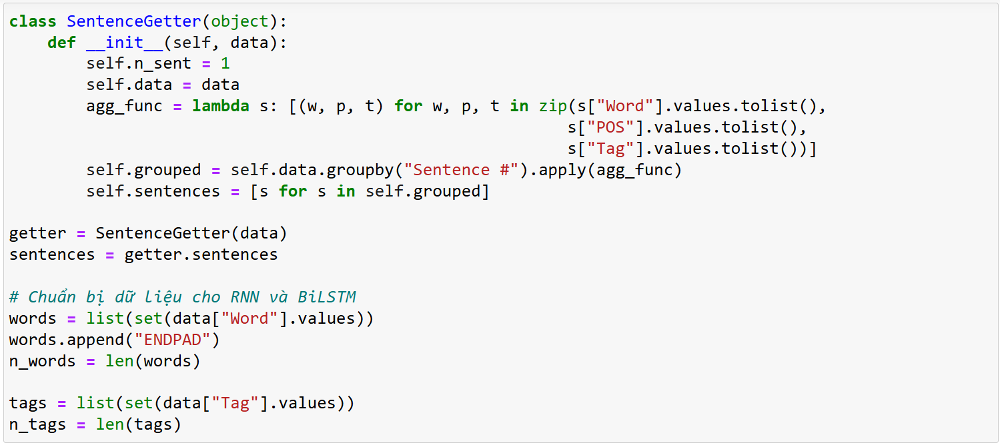 class SentenceGetter(object):
    def __init__(self, data):
        self.n_sent = 1
        self.data = data
        agg_func = lambda s: [(w, p, t) for w, p, t in zip(s["Word"].values.tolist(),
                                                          s["POS"].values.tolist(),
                                                          s["Tag"].values.tolist())]
        self.grouped = self.data.groupby("Sentence #").apply(agg_func)
        self.sentences = [s for s in self.grouped]

getter = SentenceGetter(data)
sentences = getter.sentences

# Chuẩn bị dữ liệu cho RNN và BiLSTM
words = list(set(data["Word"].values))
words.append("ENDPAD")
n_words = len(words)

tags = list(set(data["Tag"].values))
n_tags = len(tags)